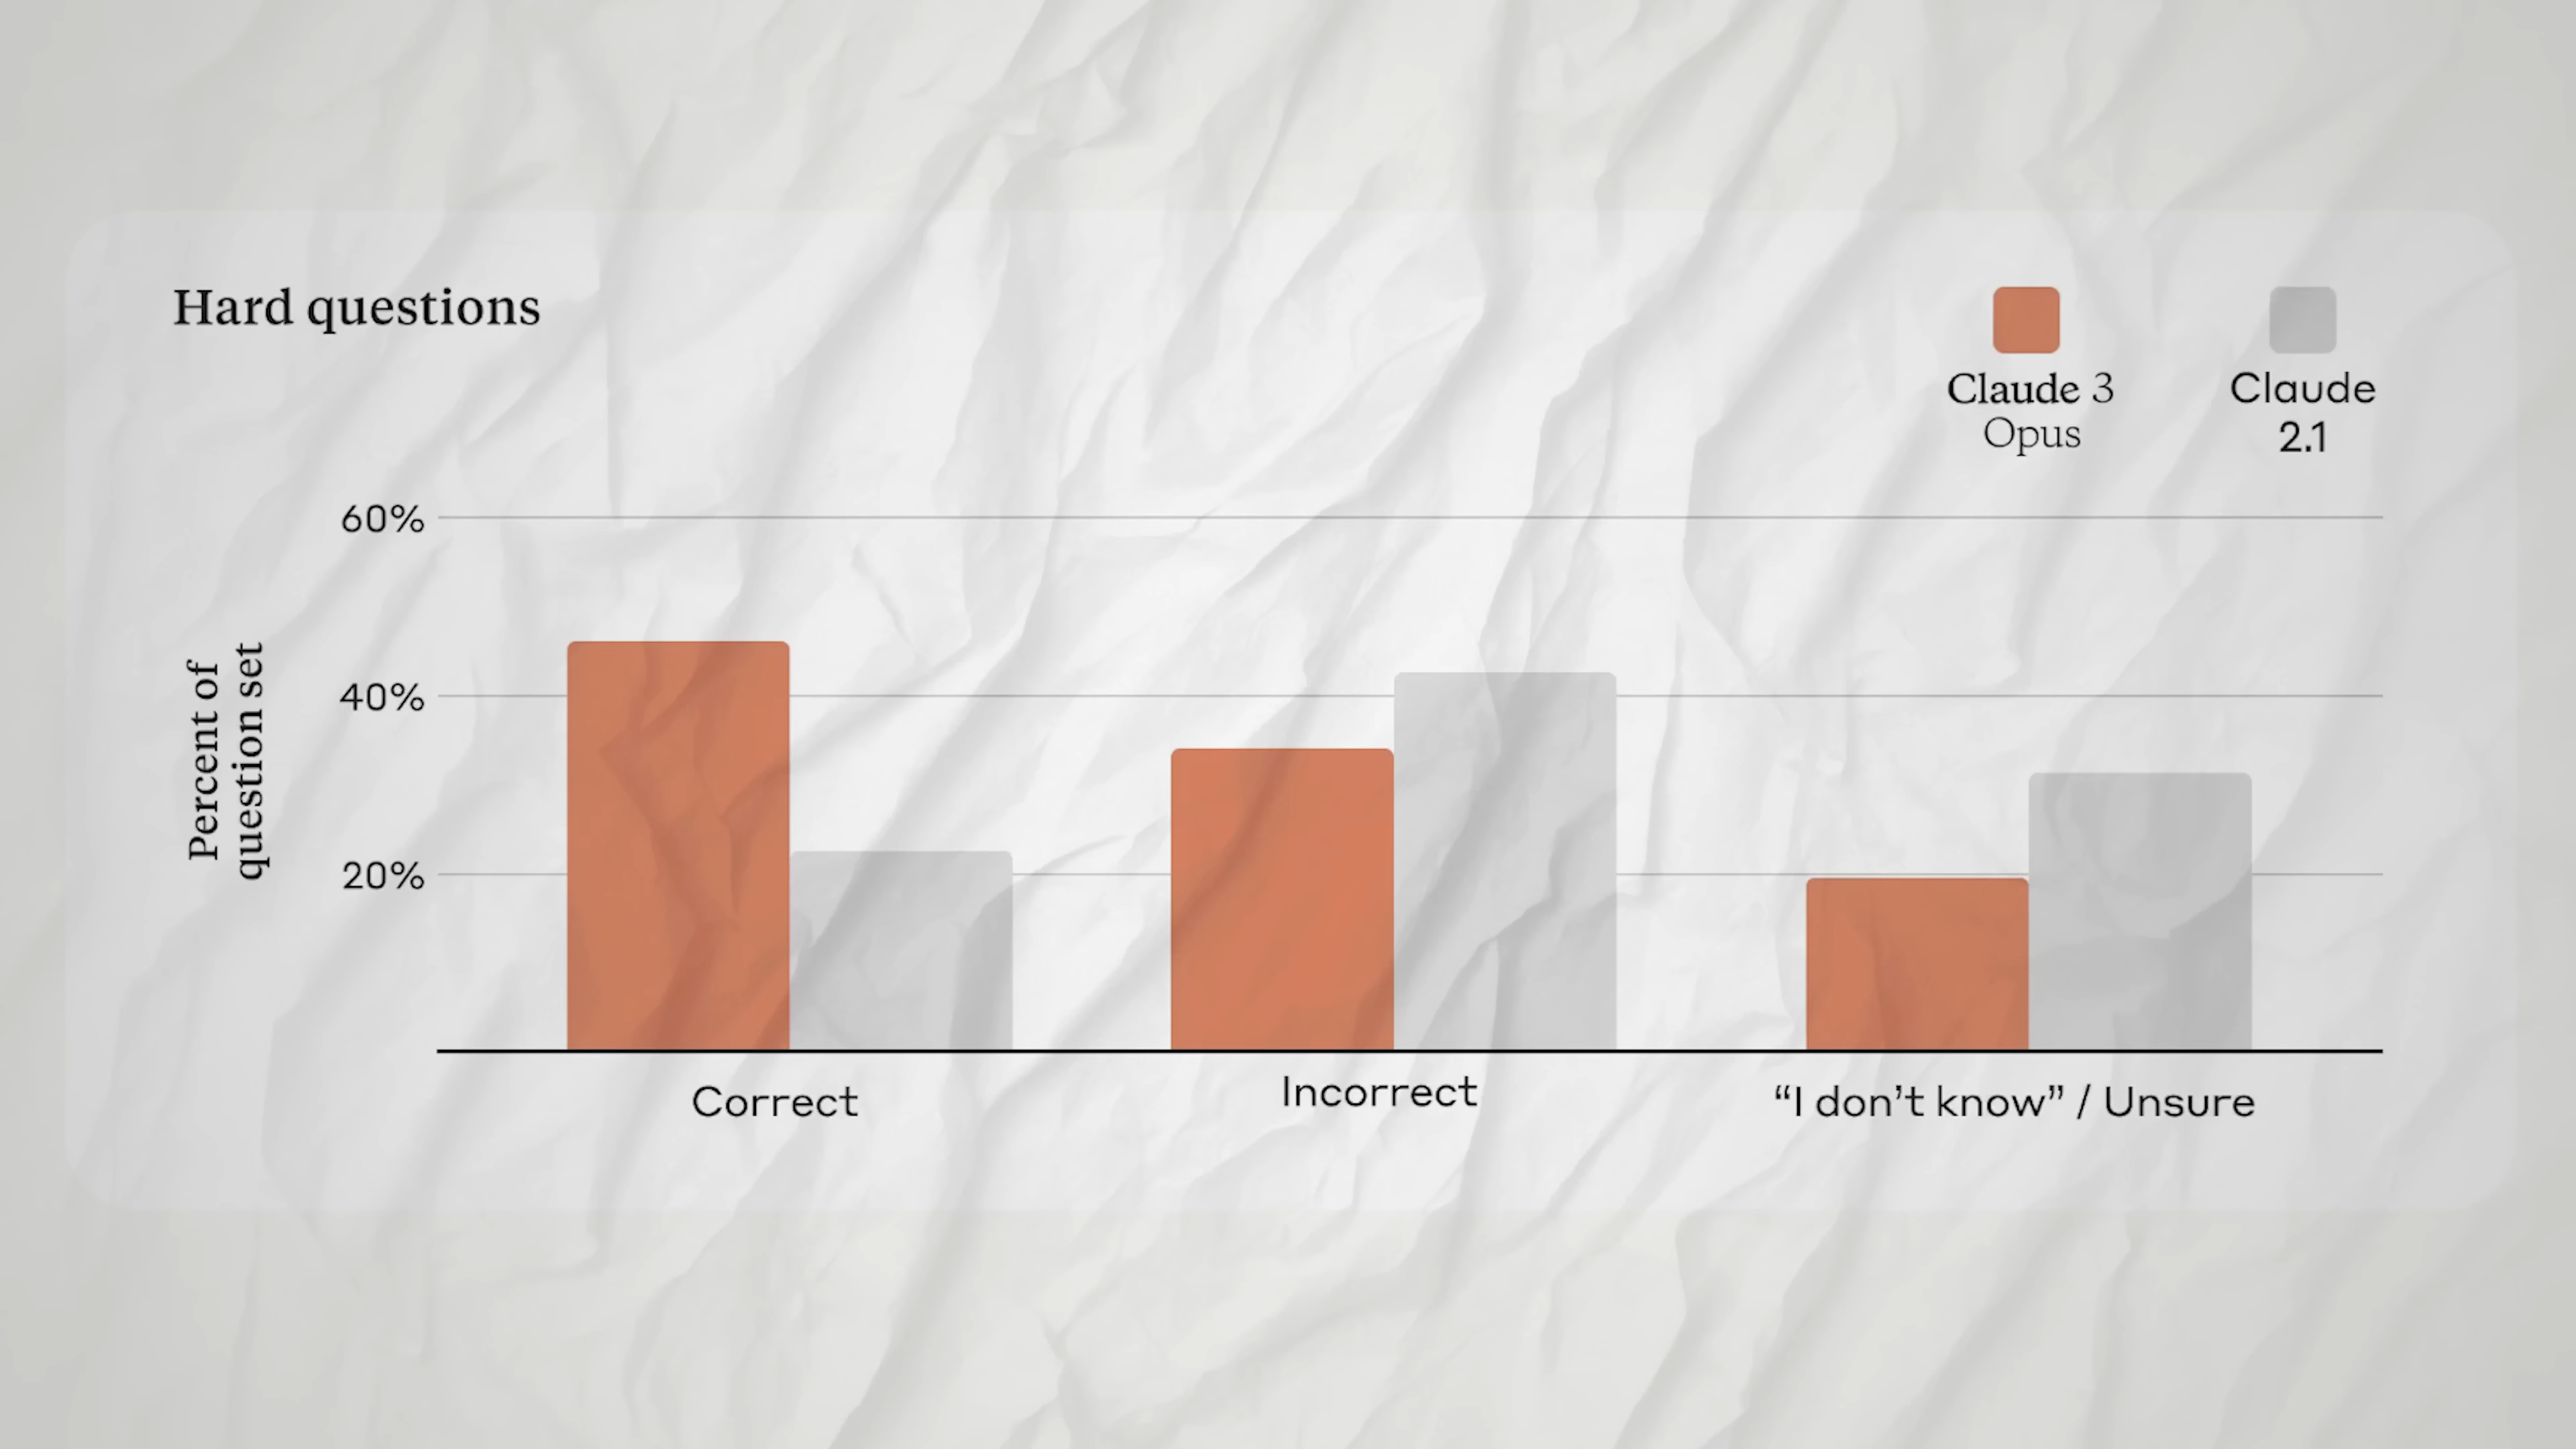 Hard questions
Claude 3
Opus
Claude
2.1
Percent of
question set
60%
40%
20%
Correct
Incorrect
“I don’t know” / Unsure